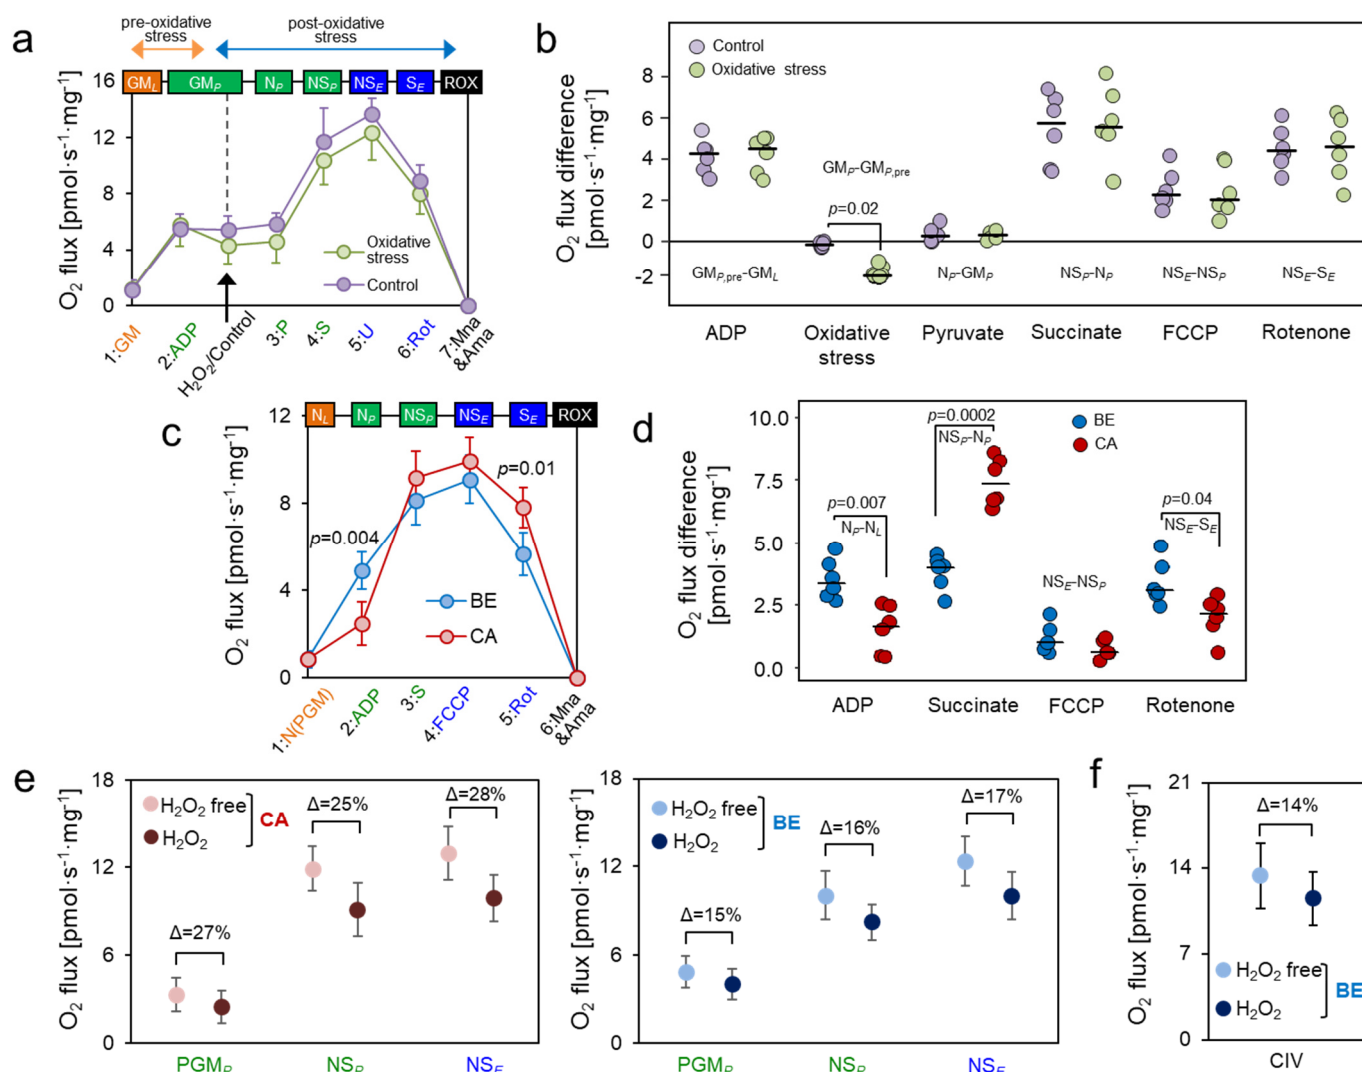 a
pre-oxidative
stress
post-oxidative
stress
GM_L
GM_P
N_P
NS_P
NS_E
S_E
ROX
O₂ flux [pmol·s⁻¹·mg⁻¹]
16
12
8
4
0
Oxidative
stress
Control
1:GM
2:ADP
H₂O₂/Control
3:P
4:S
5:U
6:Rot
7:Mna
&Ama
b
Control
Oxidative stress
O₂ flux difference
[pmol·s⁻¹·mg⁻¹]
8
6
4
2
0
-2
GM_P-GM_P,pre
p=0.02
GM_P,pre-GM_L
N_P-GM_P
NS_P-N_P
NS_E-NS_P
NS_E-S_E
ADP
Oxidative
stress
Pyruvate
Succinate
FCCP
Rotenone
c
N_L
N_P
NS_P
NS_E
S_E
ROX
O₂ flux [pmol·s⁻¹·mg⁻¹]
12
8
4
0
p=0.004
p=0.01
BE
CA
1:N(PGM)
2:ADP
3:S
4:FCCP
5:Rot
6:Mna
&Ama
d
O₂ flux difference
[pmol·s⁻¹·mg⁻¹]
10.0
7.5
5.0
2.5
0.0
p=0.0002
NS_P-N_P
BE
CA
p=0.007
N_P-N_L
p=0.04
NS_E-S_E
NS_E-NS_P
ADP
Succinate
FCCP
Rotenone
e
O₂ flux [pmol·s⁻¹·mg⁻¹]
18
12
6
0
H₂O₂ free
H₂O₂
CA
Δ=27%
Δ=25%
Δ=28%
PGM_P
NS_P
NS_E
O₂ flux [pmol·s⁻¹·mg⁻¹]
18
12
6
0
H₂O₂ free
H₂O₂
BE
Δ=15%
Δ=16%
Δ=17%
PGM_P
NS_P
NS_E
f
O₂ flux [pmol·s⁻¹·mg⁻¹]
21
14
7
0
Δ=14%
H₂O₂ free
H₂O₂
BE
CIV